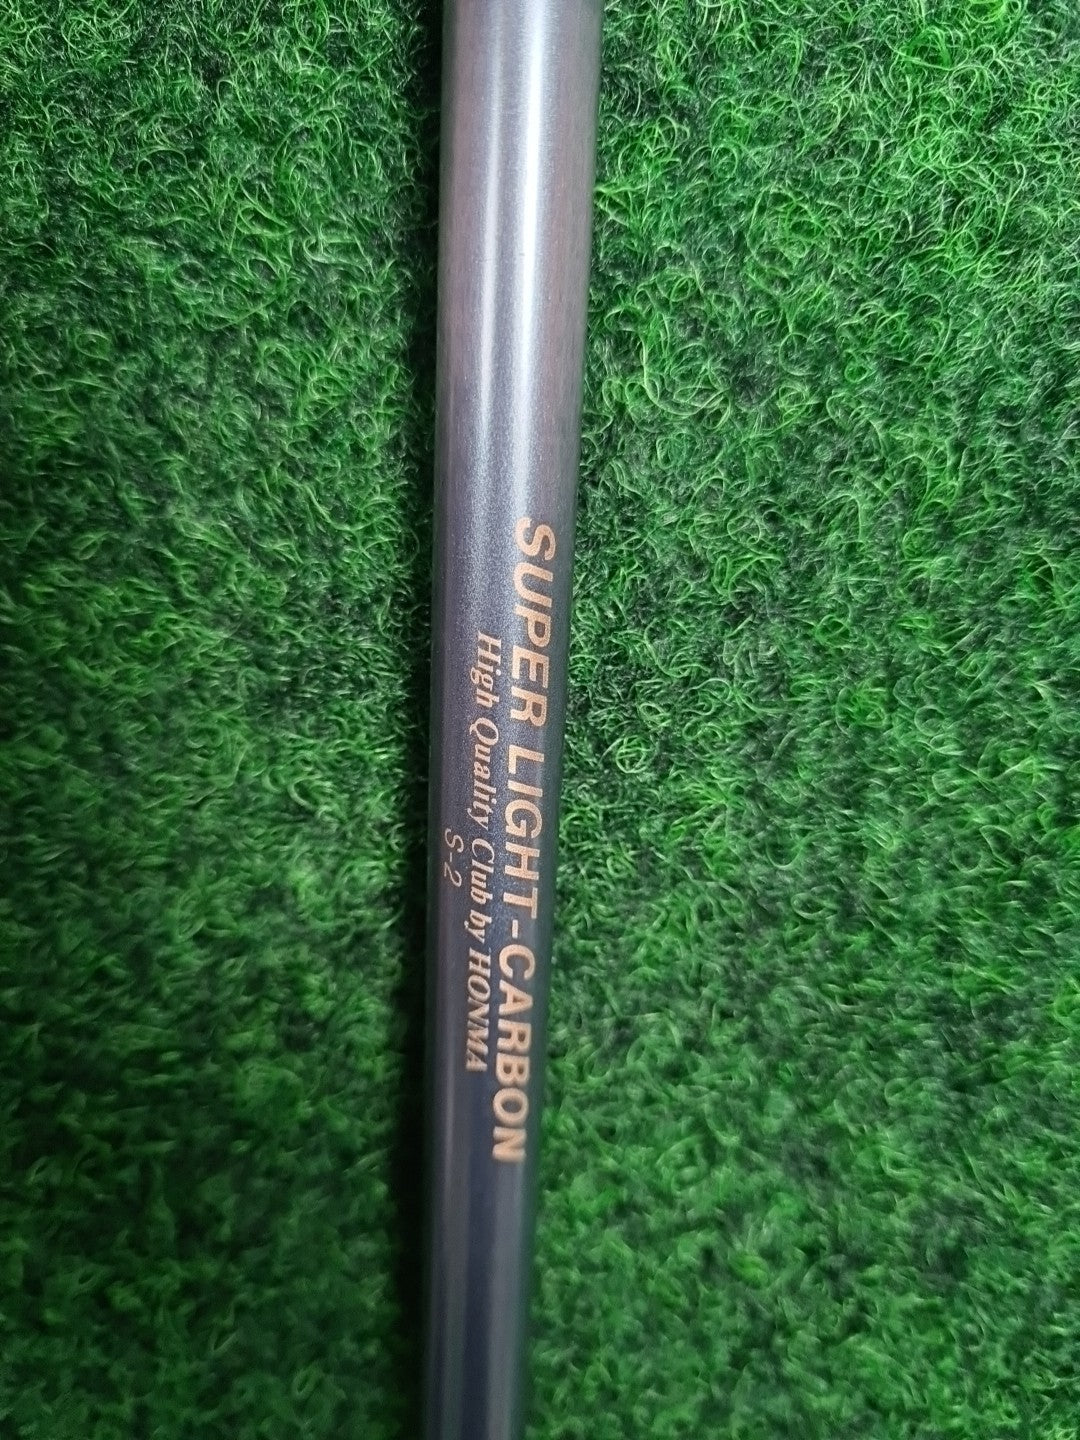 SUPER LIGHT-CARBON
High Quality Club by HONMA
S-2